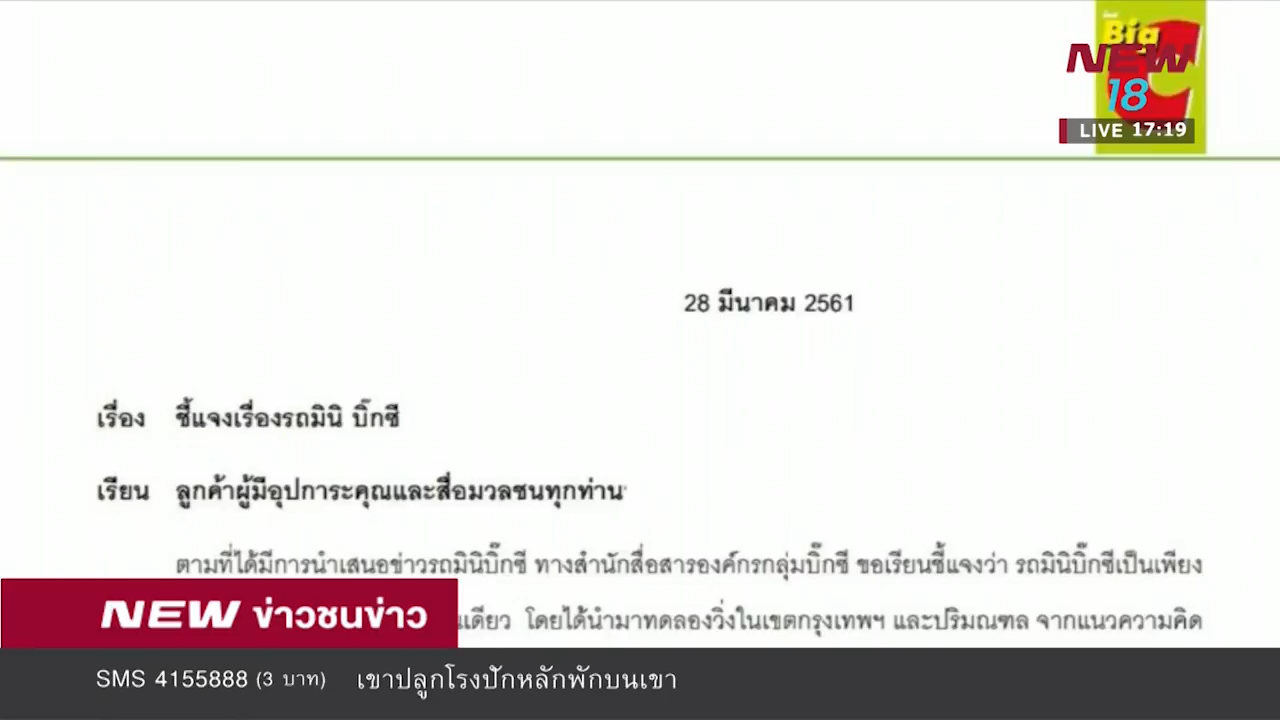 Big
NEW
18
LIVE 17:19
28 มีนาคม 2561
เรื่อง ชี้แจงเรื่องรถมินิ บิ๊กซี
เรียน ลูกค้าผู้มีอุปการะคุณและสื่อมวลชนทุกท่าน
ตามที่ได้มีการนำเสนอข่าวรถมินิบิ๊กซี ทางสำนักสื่อสารองค์กรกลุ่มบิ๊กซี ขอเรียนชี้แจงว่า รถมินิบิ๊กซีเป็นเพียง
นเดียว โดยได้นำมาทดลองวิ่งในเขตกรุงเทพฯ และปริมณฑล จากแนวความคิด
NEW ข่าวชนข่าว
SMS 4155888 (3 บาท) เขาปลูกโรงปักหลักพักบนเขา